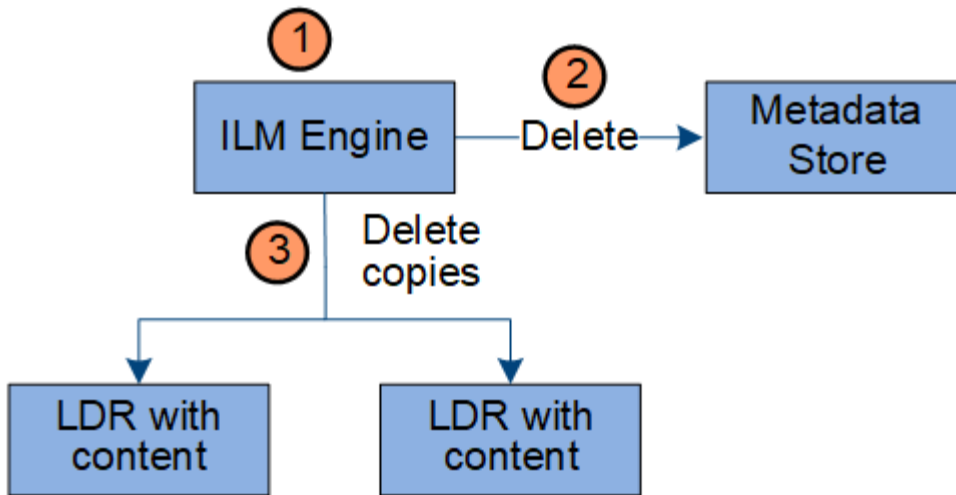 1
2
ILM Engine
Delete
Metadata
Store
3
Delete
copies
LDR with
content
LDR with
content